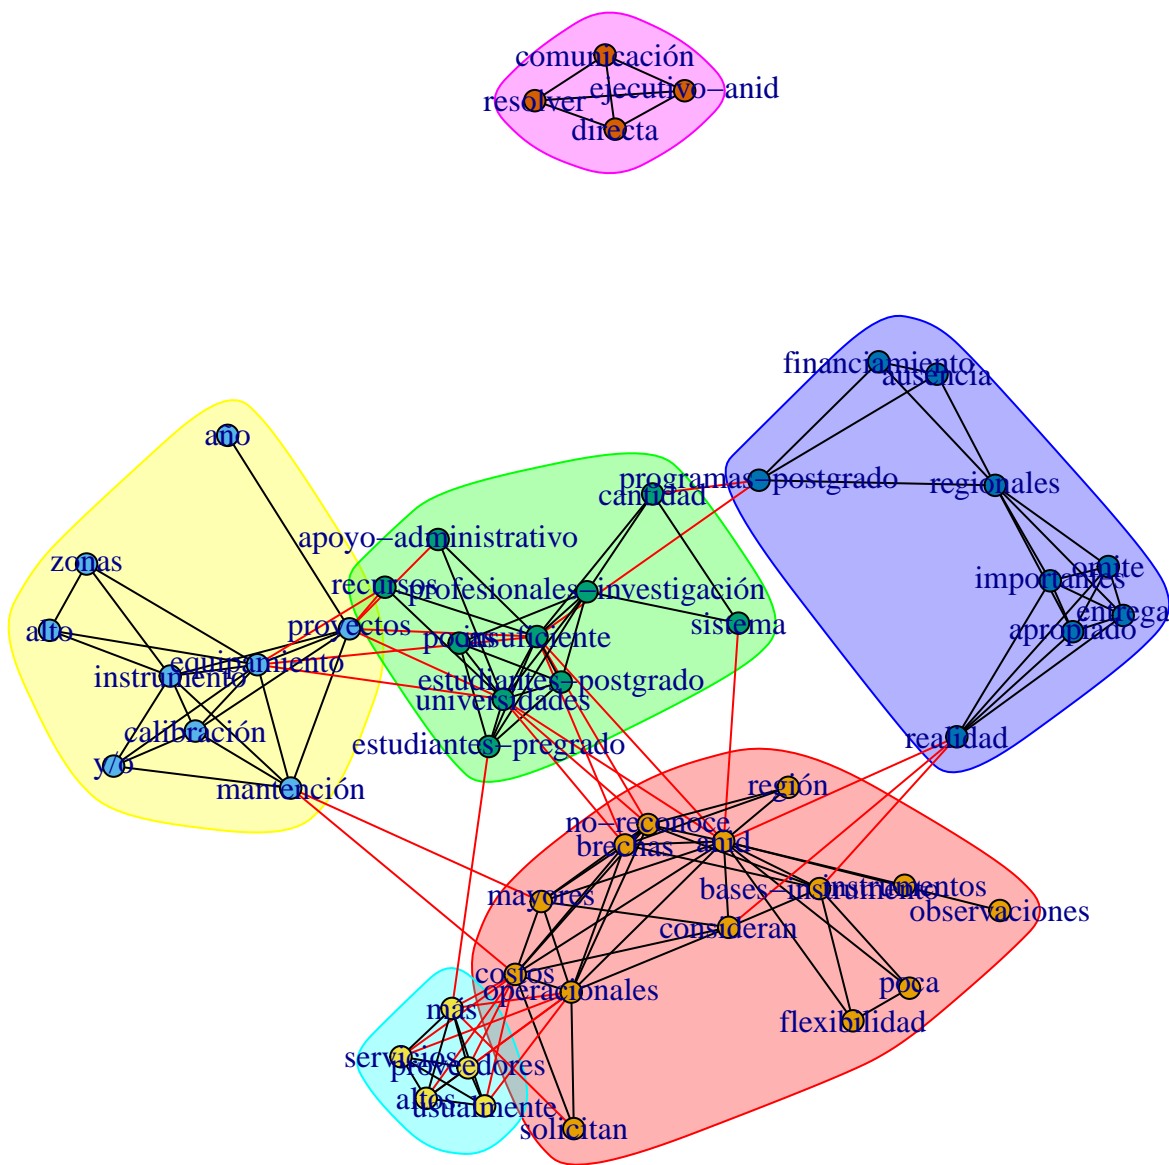 comunicación
ejecutivo−anid
resolver
directa
financiamiento
ausencia
año
programas−postgrado
cantidad
regionales
apoyo−administrativo
zonas
omite
importantes
recursos
profesionales−investigación
entrega
alto
proyectos
sistema
apropiado
insuficiente
equipamiento
instrumento
estudiantes−postgrado
universidades
calibración
realidad
estudiantes−pregrado
y/o
mantención
región
no−reconoce
brechas
anid
mayores
bases−instrumento
instrumentos
observaciones
consideran
costos
operacionales
poca
más
flexibilidad
servicios
proveedores
altos
usualmente
solicitan